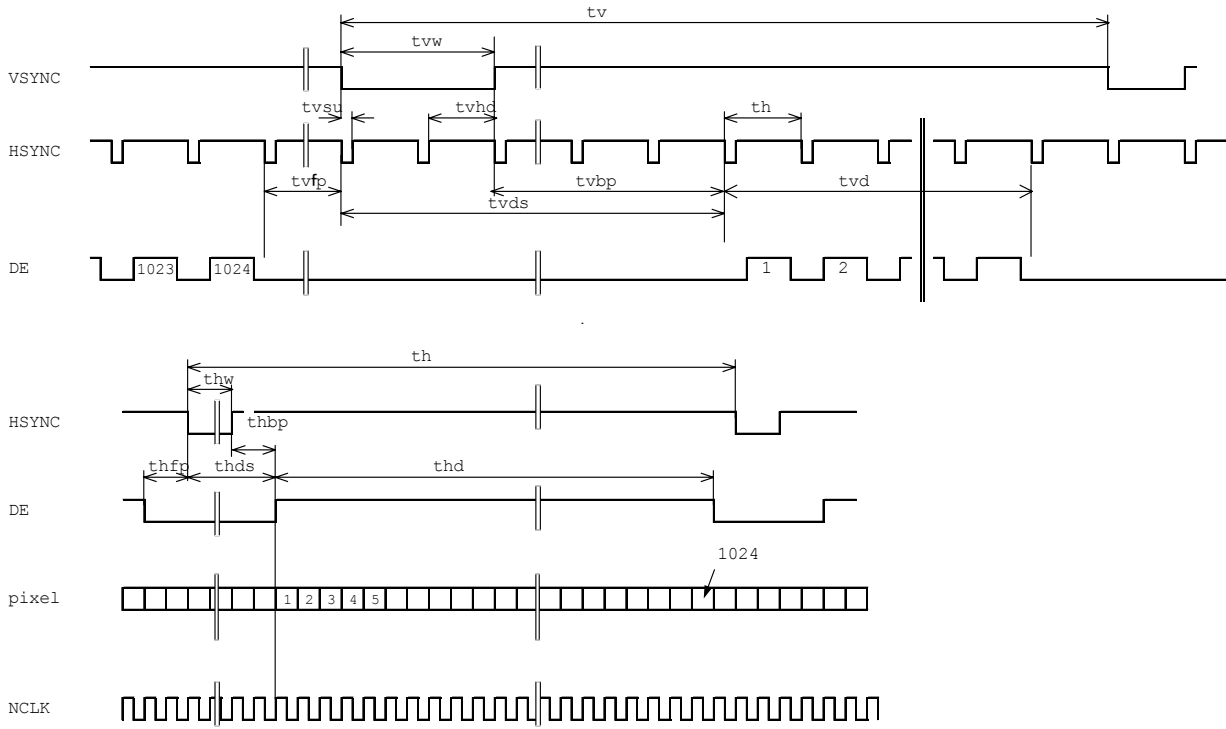 tv
tvw
VSYNC
tvsu tvhd th
HSYNC
tvfp tvbp tvd
tvds
DE 1023 1024 1 2
th
thw
HSYNC
thbp
thfp thds thd
DE
1024
pixel 1 2 3 4 5
NCLK